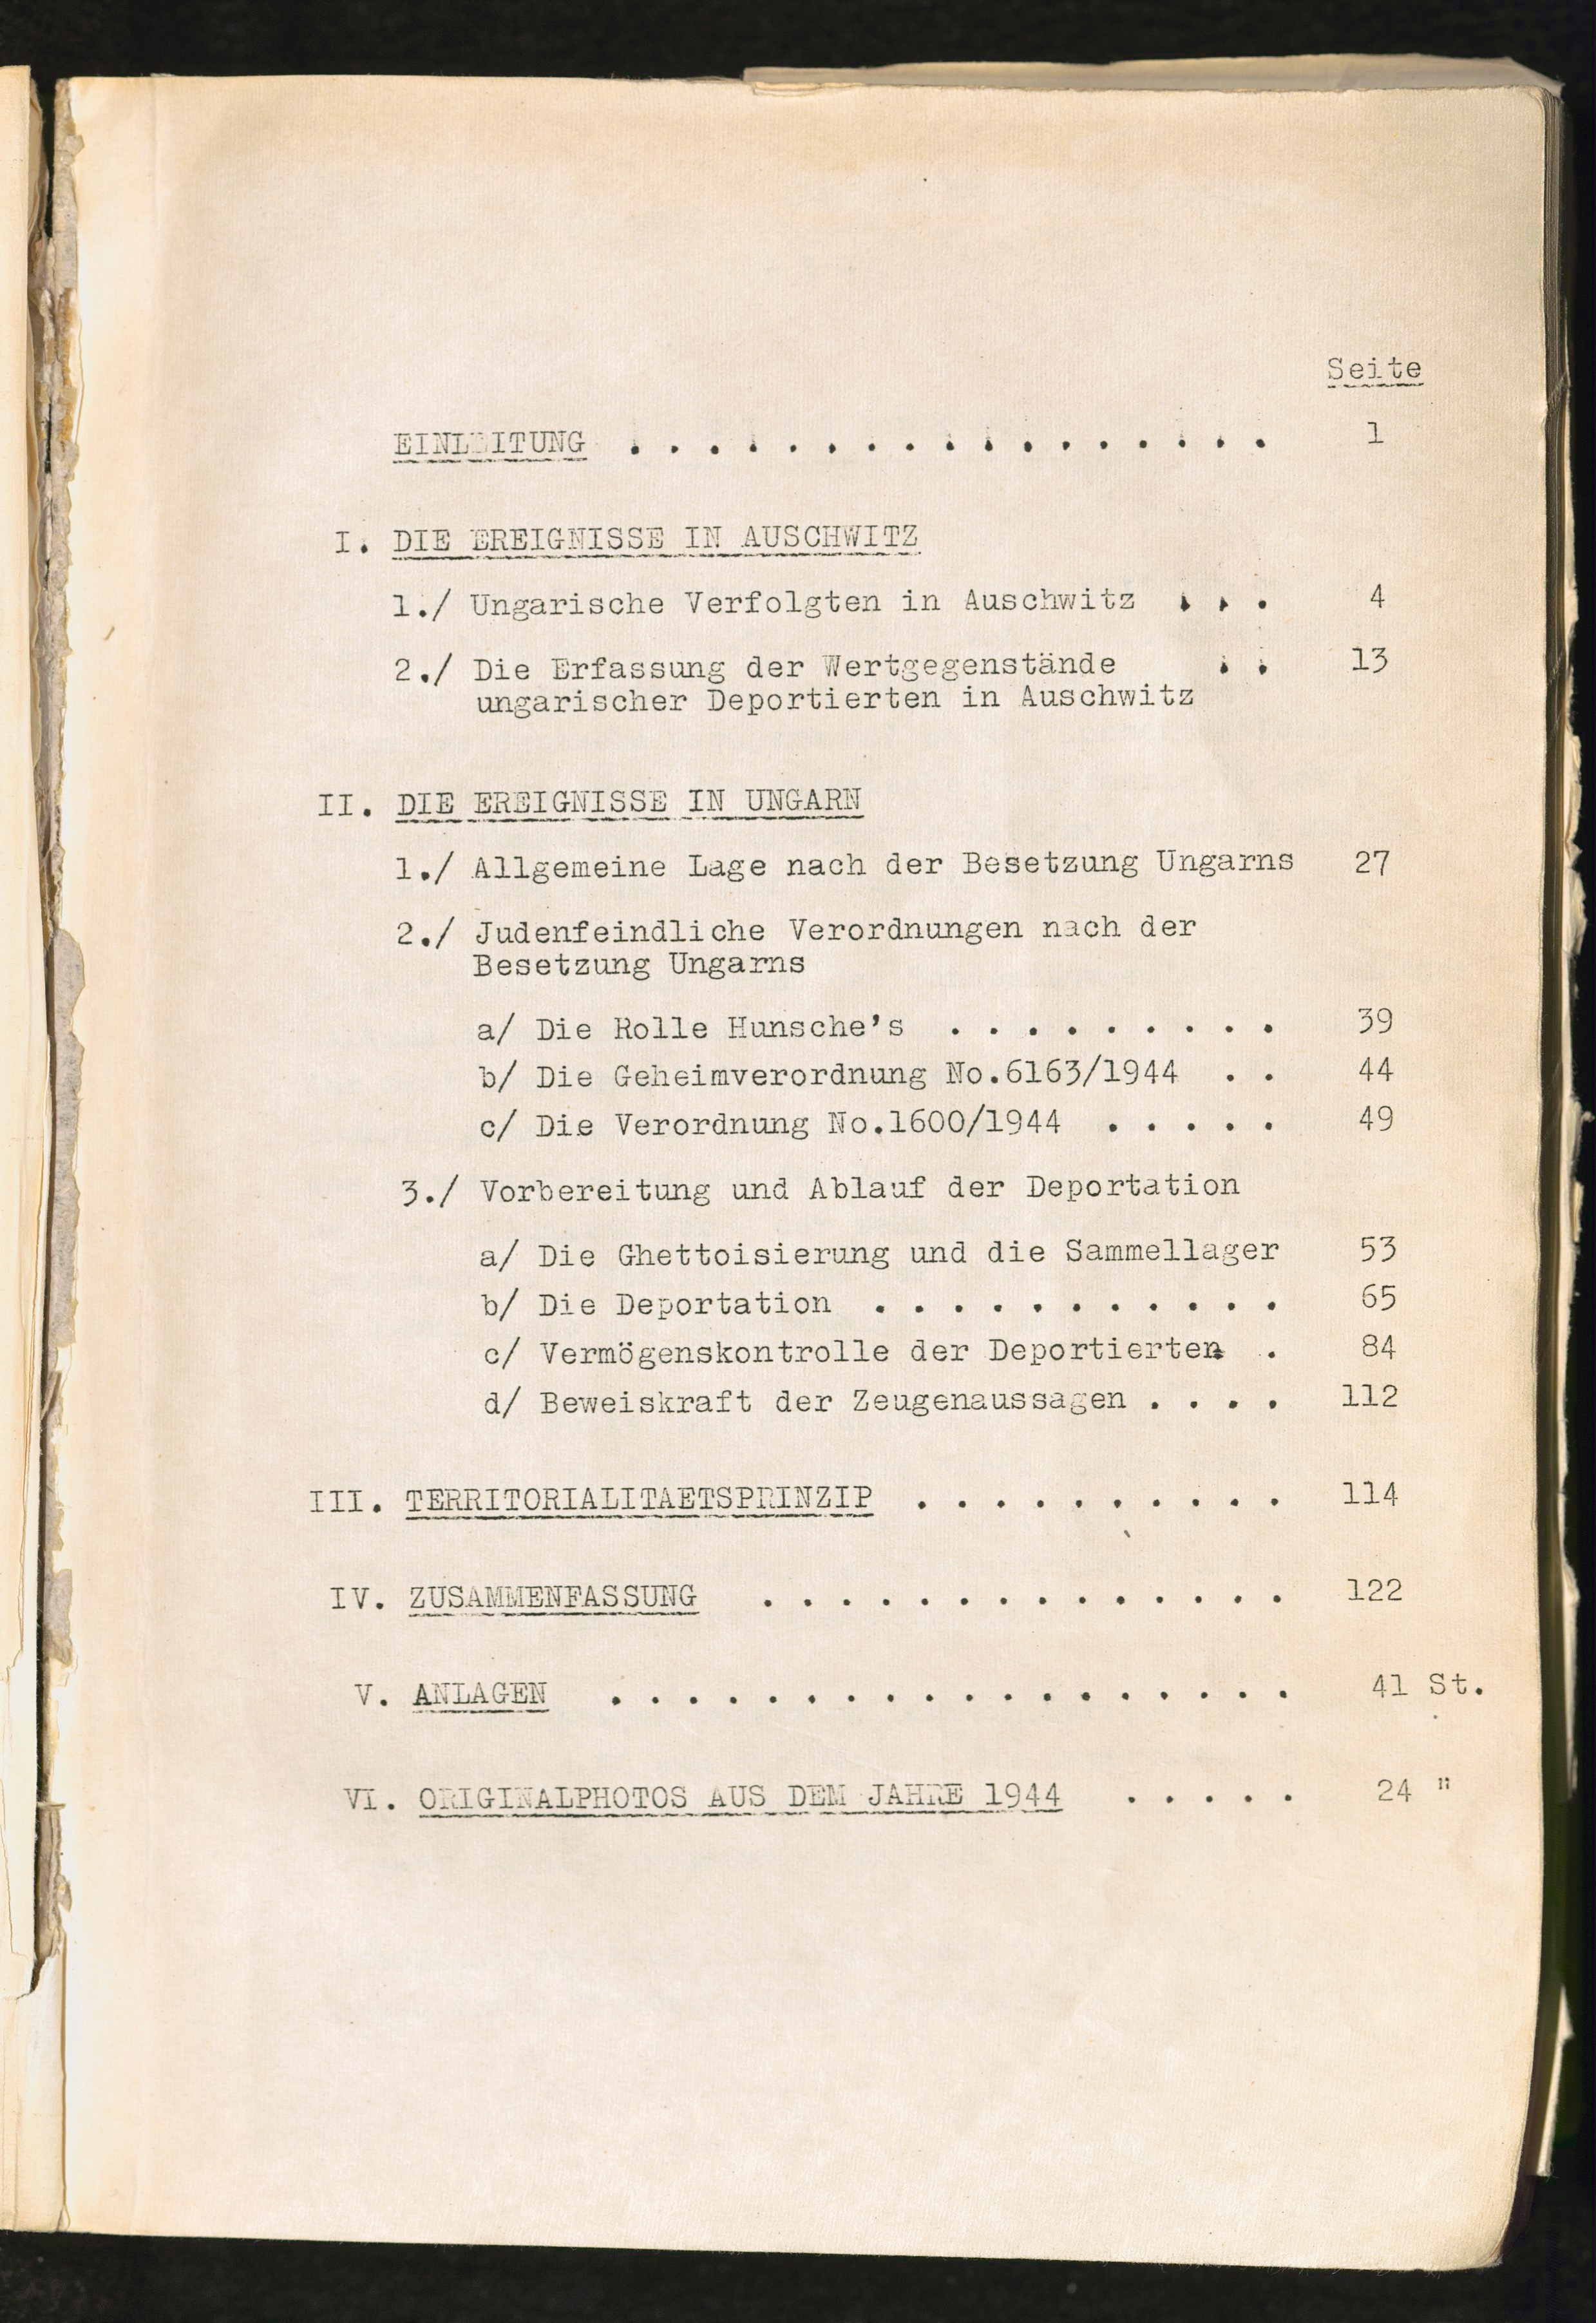 Seite
EINLEITUNG . . . . . . . . . . . . . . . . . 1
I. DIE EREIGNISSE IN AUSCHWITZ
1./ Ungarische Verfolgten in Auschwitz . . . 4
2./ Die Erfassung der Wertgegenstände . . 13
ungarischer Deportierten in Auschwitz
II. DIE EREIGNISSE IN UNGARN
1./ Allgemeine Lage nach der Besetzung Ungarns 27
2./ Judenfeindliche Verordnungen nach der
Besetzung Ungarns
a/ Die Rolle Hunsche's . . . . . . . . . 39
b/ Die Geheimverordnung No.6163/1944 . . 44
c/ Die Verordnung No.1600/1944 . . . . . 49
3./ Vorbereitung und Ablauf der Deportation
a/ Die Ghettoisierung und die Sammellager 53
b/ Die Deportation . . . . . . . . . . . 65
c/ Vermögenskontrolle der Deportierten . 84
d/ Beweiskraft der Zeugenaussagen . . . . 112
III. TERRITORIALITAETSPRINZIP . . . . . . . . . . 114
IV. ZUSAMMENFASSUNG . . . . . . . . . . . . . . 122
V. ANLAGEN . . . . . . . . . . . . . . . . . . 41 St.
VI. ORIGINALPHOTOS AUS DEM JAHRE 1944 . . . . . 24 "